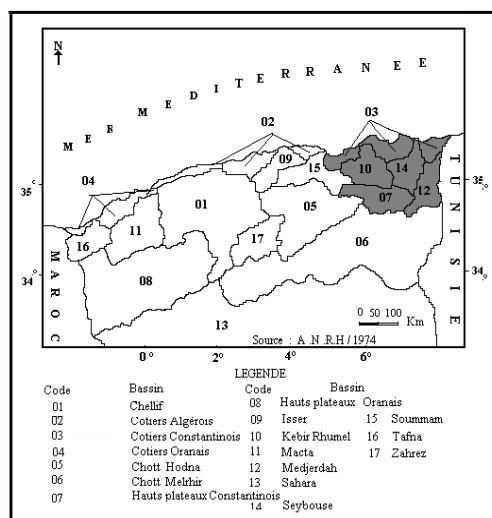 N
MER MEDITERRANEE
02
03
09
15
10
14
04
35°
35°
12
01
07
05
11
17
16
06
08
34°
34°
13
MAROC
TUNISIE
0 50 100
Km
Source : A .N .R.H / 1974
0° 2° 4° 6°
LEGENDE
Code Bassin Code Bassin
01 Chellif
02 Cotiers Algérois
03 Cotiers Constantinois
04 Cotiers Oranais
05 Chott Hodna
06 Chott Melrhir
07 Hauts plateaux Constantinois
08 Hauts plateaux Oranais
09 Isser
10 Kebir Rhumel
11 Macta
12 Medjerdah
13 Sahara
14 Seybouse
15 Soummam
16 Tafna
17 Zahrez